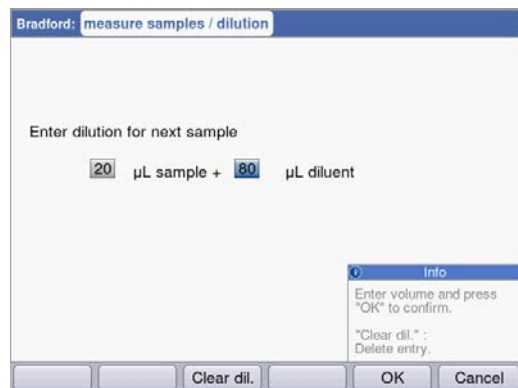 Bradford: measure samples / dilution
Enter dilution for next sample
20 µL sample + 80 µL diluent
Info
Enter volume and press
"OK" to confirm.
"Clear dil." :
Delete entry.
Clear dil. OK Cancel